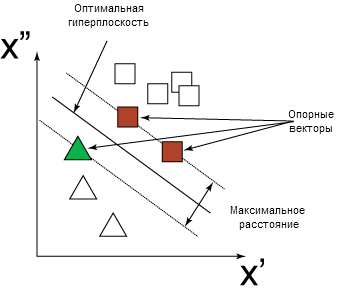 Оптимальная
гиперплоскость
x"
Опорные
векторы
Максимальное
расстояние
x'